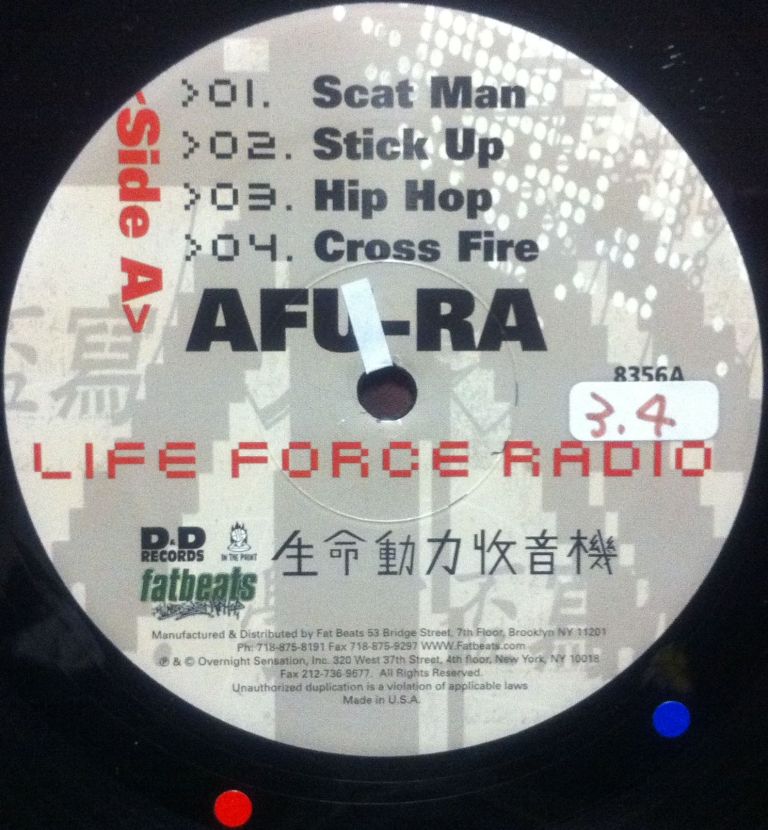 <Side A>
>01. Scat Man
>02. Stick Up
>03. Hip Hop
>04. Cross Fire
AFU-RA
8356A
3.4
LIFE FORCE RADIO
D&D
RECORDS
IN THE PAINT
fatbeats
生命動力收音機
Manufactured & Distributed by Fat Beats 53 Bridge Street, 7th Floor, Brooklyn NY 11201
Ph: 718-875-8191 Fax 718-875-9297 WWW.Fatbeats.com
℗ & © Overnight Sensation, Inc. 320 West 37th Street, 4th floor, New York, NY 10018
Fax 212-736-9677. All Rights Reserved.
Unauthorized duplication is a violation of applicable laws
Made in U.S.A.